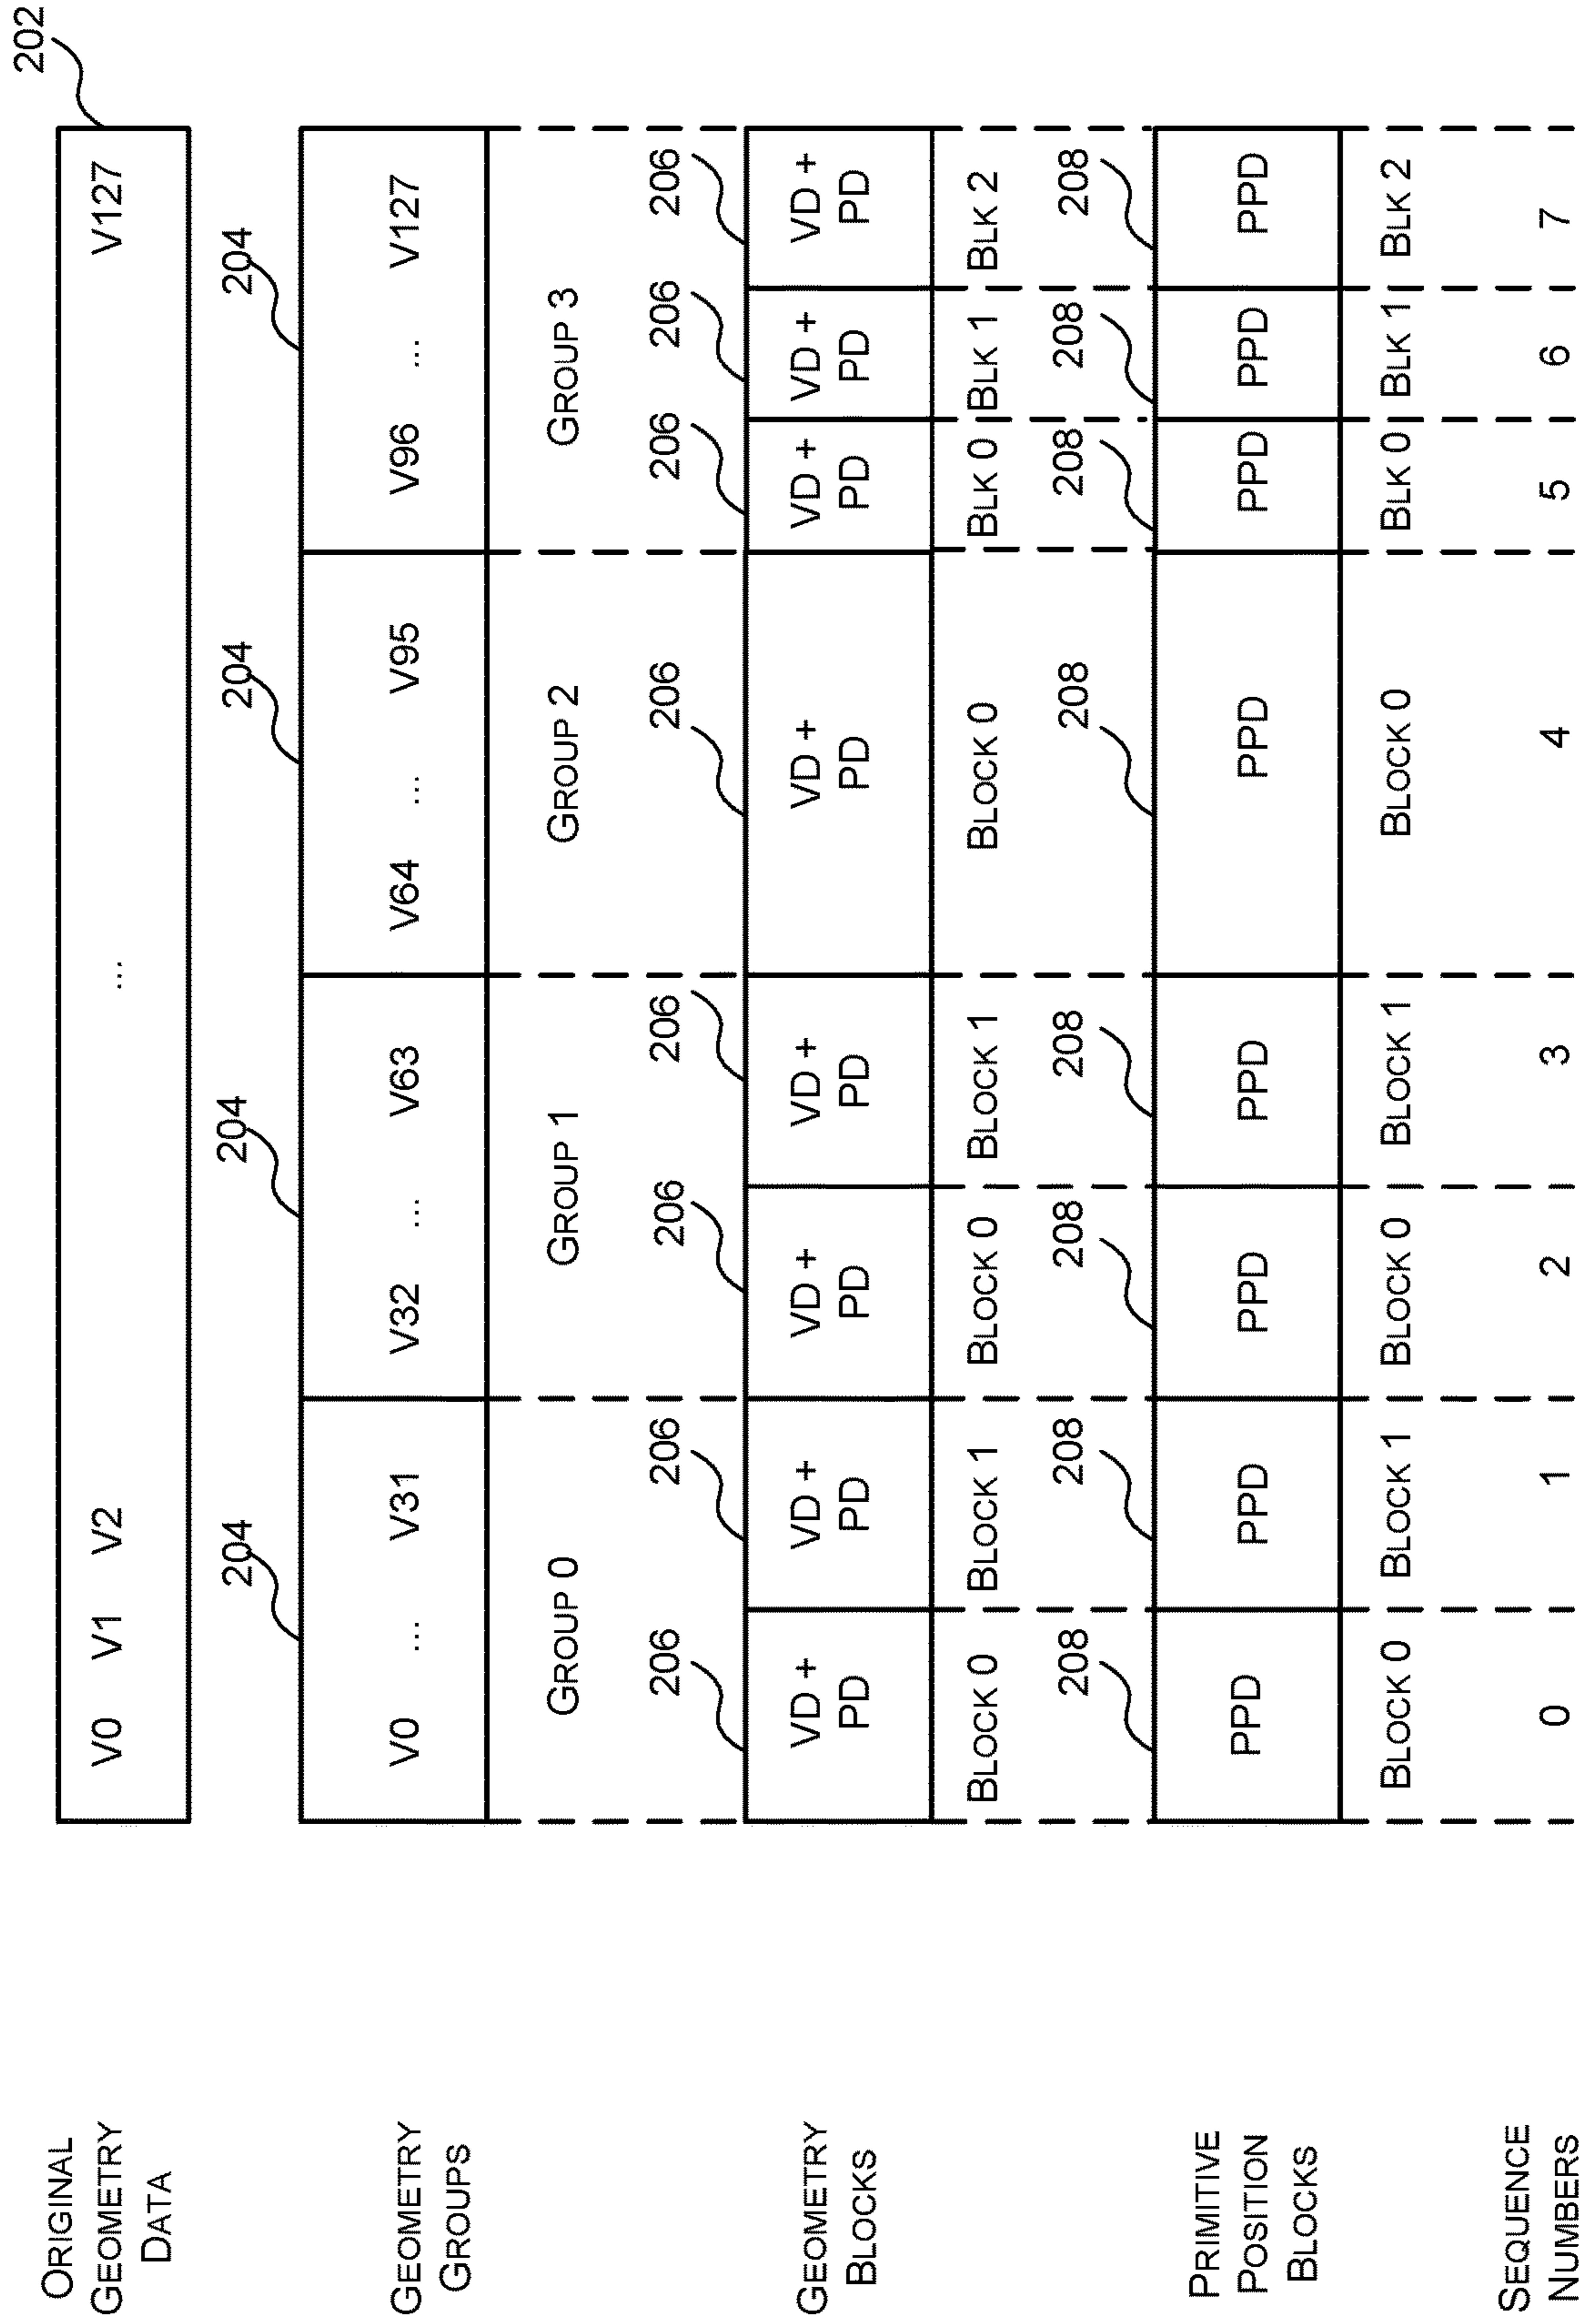 202
ORIGINAL
GEOMETRY
DATA
V0 V1 V2 ... V127
204 204 204 204
GEOMETRY
GROUPS
V0 ... V31 V32 ... V63 V64 ... V95 V96 ... V127
GROUP 0 GROUP 1 GROUP 2 GROUP 3
206 206 206 206 206 206 206 206
GEOMETRY
BLOCKS
VD + VD + VD + VD + VD + VD + VD + VD +
PD PD PD PD PD PD PD PD
BLOCK 0 BLOCK 1 BLOCK 0 BLOCK 1 BLOCK 0 BLK 0 BLK 1 BLK 2
208 208 208 208 208 208 208 208
PRIMITIVE
POSITION
BLOCKS
PPD PPD PPD PPD PPD PPD PPD PPD
BLOCK 0 BLOCK 1 BLOCK 0 BLOCK 1 BLOCK 0 BLK 0 BLK 1 BLK 2
SEQUENCE
NUMBERS
0 1 2 3 4 5 6 7